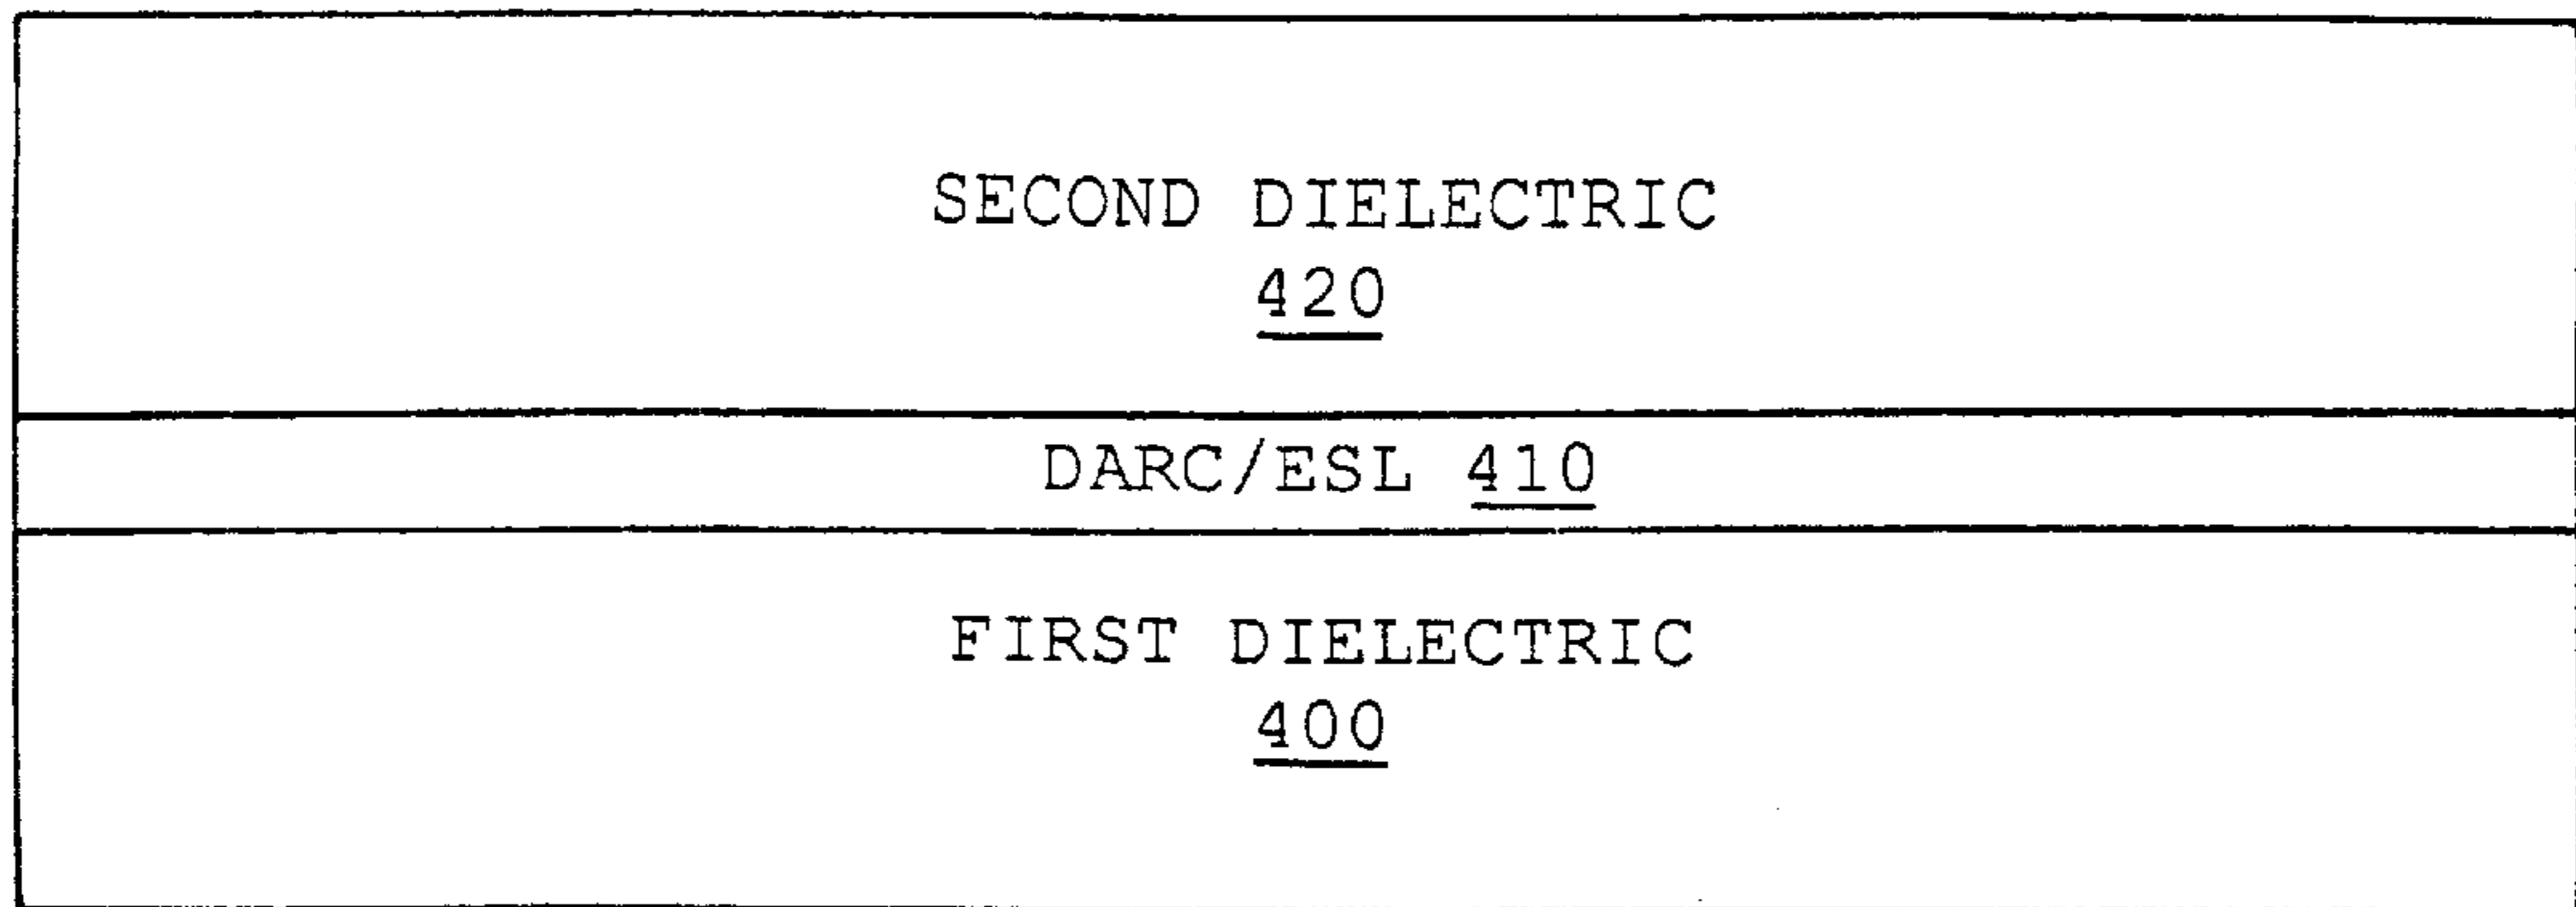 SECOND DIELECTRIC
420
DARC/ESL 410
FIRST DIELECTRIC
400